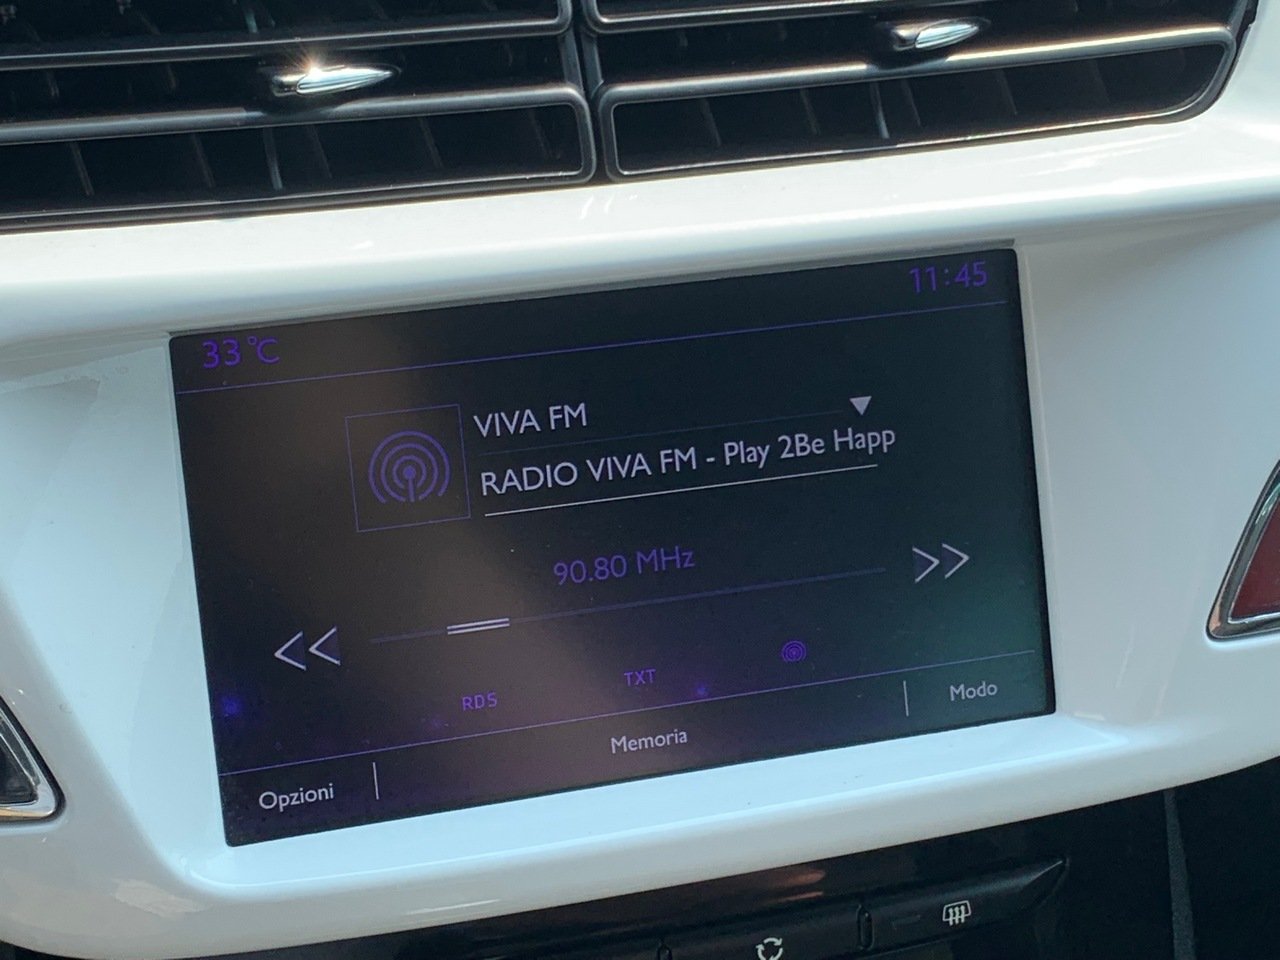 33°C 11:45
VIVA FM
RADIO VIVA FM - Play 2Be Happ
90.80 MHz
RDS TXT
Opzioni Memoria Modo